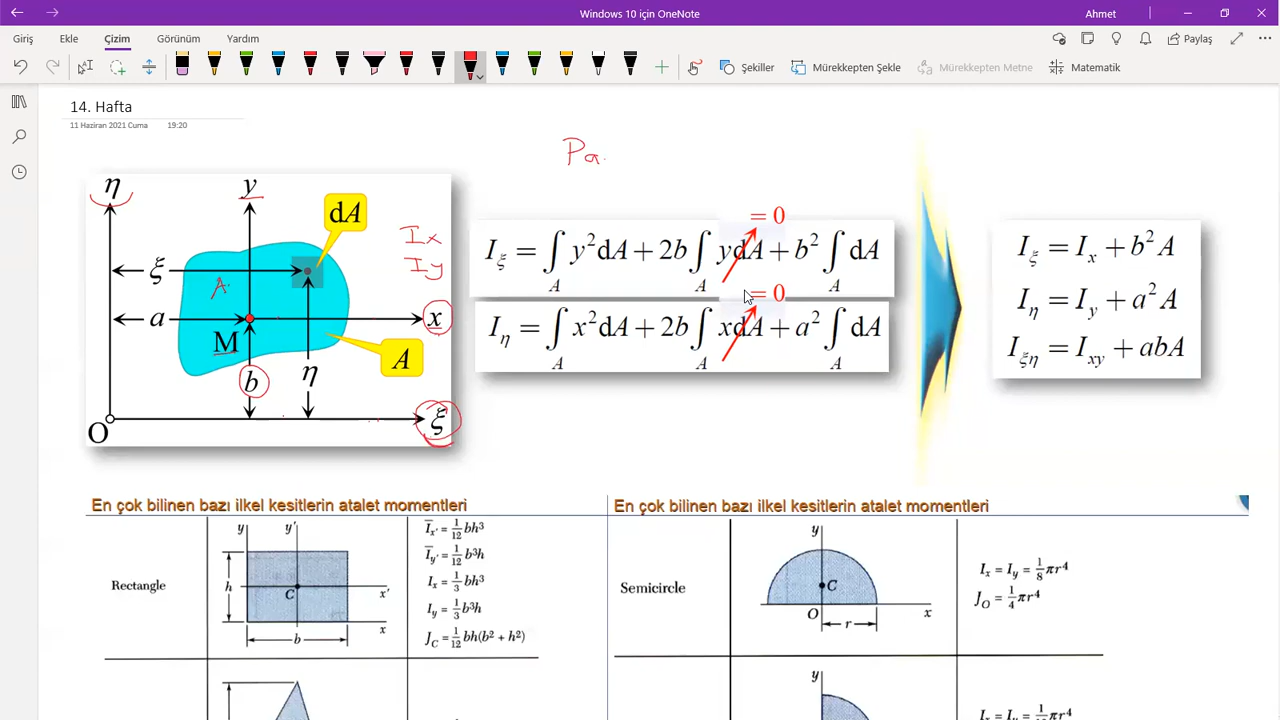 Windows 10 için OneNote
Ahmet
Giriş Ekle Çizim Görünüm Yardım
Paylaş
Şekiller
Mürekkepten Şekle
Mürekkepten Metne
Matematik
14. Hafta
11 Haziran 2021 Cuma 19:20
Pa.
η y dA
Ix
Iy
ξ
A
a x
M
A
b η
ξ
O
= 0
I_ξ = ∫_A y²dA + 2b ∫_A ydA + b² ∫_A dA
= 0
I_η = ∫_A x²dA + 2b ∫_A xdA + a² ∫_A dA
I_ξ = I_x + b²A
I_η = I_y + a²A
I_ξη = I_xy + abA
En çok bilinen bazı ilkel kesitlerin atalet momentleri
Rectangle
y y'
h
C
x'
x
b
Ī_x' = 1/12 bh³
Ī_y' = 1/12 b³h
I_x = 1/3 bh³
I_y = 1/3 b³h
J_C = 1/12 bh(b² + h²)
En çok bilinen bazı ilkel kesitlerin atalet momentleri
Semicircle
y
C
O
x
r
I_x = I_y = 1/8 πr⁴
J_O = 1/4 πr⁴
y